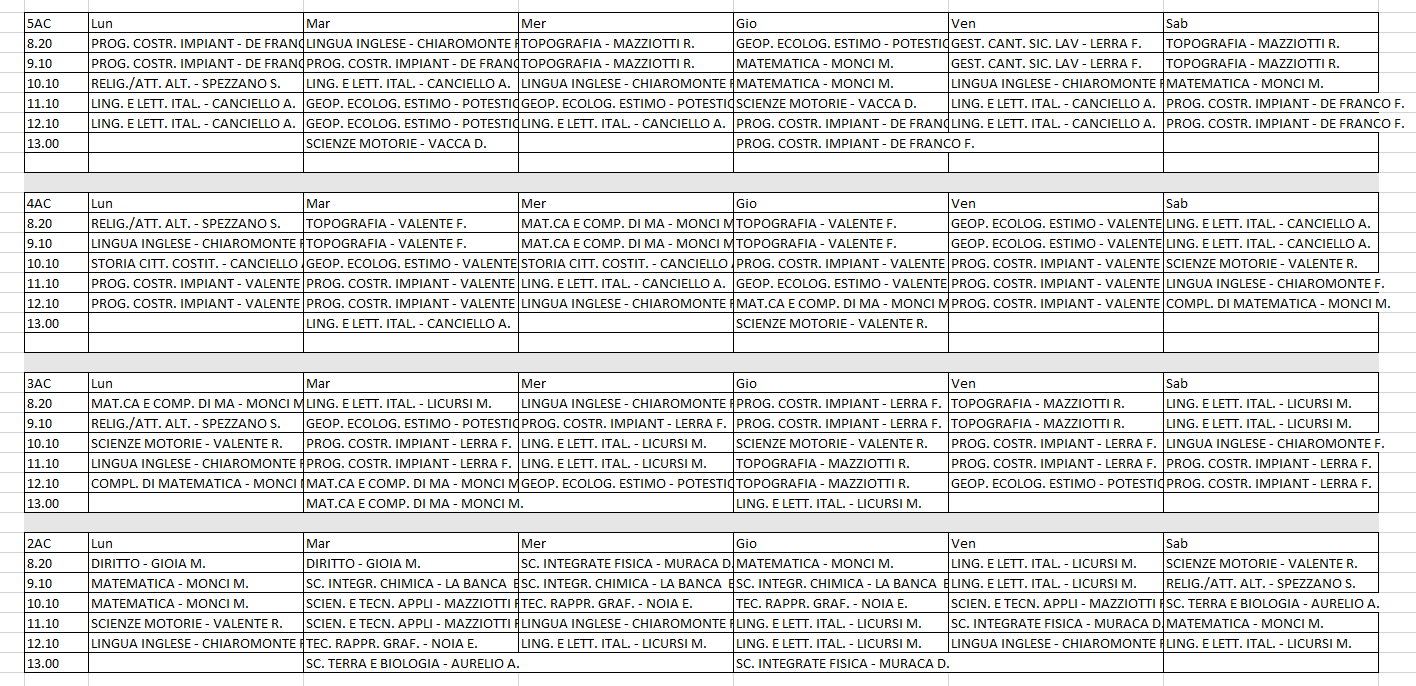 5AC Lun Mar Mer Gio Ven Sab
8.20 PROG. COSTR. IMPIANT - DE FRANC LINGUA INGLESE - CHIAROMONTE F TOPOGRAFIA - MAZZIOTTI R. GEOP. ECOLOG. ESTIMO - POTESTIO GEST. CANT. SIC. LAV - LERRA F. TOPOGRAFIA - MAZZIOTTI R.
9.10 PROG. COSTR. IMPIANT - DE FRANC PROG. COSTR. IMPIANT - DE FRANC TOPOGRAFIA - MAZZIOTTI R. MATEMATICA - MONCI M. GEST. CANT. SIC. LAV - LERRA F. TOPOGRAFIA - MAZZIOTTI R.
10.10 RELIG./ATT. ALT. - SPEZZANO S. LING. E LETT. ITAL. - CANCIELLO A. LINGUA INGLESE - CHIAROMONTE F MATEMATICA - MONCI M. LINGUA INGLESE - CHIAROMONTE F MATEMATICA - MONCI M.
11.10 LING. E LETT. ITAL. - CANCIELLO A. GEOP. ECOLOG. ESTIMO - POTESTIO GEOP. ECOLOG. ESTIMO - POTESTIO SCIENZE MOTORIE - VACCA D. LING. E LETT. ITAL. - CANCIELLO A. PROG. COSTR. IMPIANT - DE FRANCO F.
12.10 LING. E LETT. ITAL. - CANCIELLO A. GEOP. ECOLOG. ESTIMO - POTESTIO LING. E LETT. ITAL. - CANCIELLO A. PROG. COSTR. IMPIANT - DE FRANC LING. E LETT. ITAL. - CANCIELLO A. PROG. COSTR. IMPIANT - DE FRANCO F.
13.00 SCIENZE MOTORIE - VACCA D. PROG. COSTR. IMPIANT - DE FRANCO F.
4AC Lun Mar Mer Gio Ven Sab
8.20 RELIG./ATT. ALT. - SPEZZANO S. TOPOGRAFIA - VALENTE F. MAT.CA E COMP. DI MA - MONCI M TOPOGRAFIA - VALENTE F. GEOP. ECOLOG. ESTIMO - VALENTE LING. E LETT. ITAL. - CANCIELLO A.
9.10 LINGUA INGLESE - CHIAROMONTE F TOPOGRAFIA - VALENTE F. MAT.CA E COMP. DI MA - MONCI M TOPOGRAFIA - VALENTE F. GEOP. ECOLOG. ESTIMO - VALENTE LING. E LETT. ITAL. - CANCIELLO A.
10.10 STORIA CITT. COSTIT. - CANCIELLO A GEOP. ECOLOG. ESTIMO - VALENTE STORIA CITT. COSTIT. - CANCIELLO A PROG. COSTR. IMPIANT - VALENTE PROG. COSTR. IMPIANT - VALENTE SCIENZE MOTORIE - VALENTE R.
11.10 PROG. COSTR. IMPIANT - VALENTE PROG. COSTR. IMPIANT - VALENTE LING. E LETT. ITAL. - CANCIELLO A. GEOP. ECOLOG. ESTIMO - VALENTE PROG. COSTR. IMPIANT - VALENTE LINGUA INGLESE - CHIAROMONTE F.
12.10 PROG. COSTR. IMPIANT - VALENTE PROG. COSTR. IMPIANT - VALENTE LINGUA INGLESE - CHIAROMONTE F MAT.CA E COMP. DI MA - MONCI M PROG. COSTR. IMPIANT - VALENTE COMPL. DI MATEMATICA - MONCI M.
13.00 LING. E LETT. ITAL. - CANCIELLO A. SCIENZE MOTORIE - VALENTE R.
3AC Lun Mar Mer Gio Ven Sab
8.20 MAT.CA E COMP. DI MA - MONCI M LING. E LETT. ITAL. - LICURSI M. LINGUA INGLESE - CHIAROMONTE F PROG. COSTR. IMPIANT - LERRA F. TOPOGRAFIA - MAZZIOTTI R. LING. E LETT. ITAL. - LICURSI M.
9.10 RELIG./ATT. ALT. - SPEZZANO S. GEOP. ECOLOG. ESTIMO - POTESTIO PROG. COSTR. IMPIANT - LERRA F. PROG. COSTR. IMPIANT - LERRA F. TOPOGRAFIA - MAZZIOTTI R. LING. E LETT. ITAL. - LICURSI M.
10.10 SCIENZE MOTORIE - VALENTE R. PROG. COSTR. IMPIANT - LERRA F. LING. E LETT. ITAL. - LICURSI M. SCIENZE MOTORIE - VALENTE R. PROG. COSTR. IMPIANT - LERRA F. LINGUA INGLESE - CHIAROMONTE F.
11.10 LINGUA INGLESE - CHIAROMONTE F PROG. COSTR. IMPIANT - LERRA F. LING. E LETT. ITAL. - LICURSI M. TOPOGRAFIA - MAZZIOTTI R. PROG. COSTR. IMPIANT - LERRA F. PROG. COSTR. IMPIANT - LERRA F.
12.10 COMPL. DI MATEMATICA - MONCI MAT.CA E COMP. DI MA - MONCI M GEOP. ECOLOG. ESTIMO - POTESTIO TOPOGRAFIA - MAZZIOTTI R. GEOP. ECOLOG. ESTIMO - POTESTIO PROG. COSTR. IMPIANT - LERRA F.
13.00 MAT.CA E COMP. DI MA - MONCI M. LING. E LETT. ITAL. - LICURSI M.
2AC Lun Mar Mer Gio Ven Sab
8.20 DIRITTO - GIOIA M. DIRITTO - GIOIA M. SC. INTEGRATE FISICA - MURACA D. MATEMATICA - MONCI M. LING. E LETT. ITAL. - LICURSI M. SCIENZE MOTORIE - VALENTE R.
9.10 MATEMATICA - MONCI M. SC. INTEGR. CHIMICA - LA BANCA E SC. INTEGR. CHIMICA - LA BANCA E SC. INTEGR. CHIMICA - LA BANCA E LING. E LETT. ITAL. - LICURSI M. RELIG./ATT. ALT. - SPEZZANO S.
10.10 MATEMATICA - MONCI M. SCIEN. E TECN. APPLI - MAZZIOTTI R TEC. RAPPR. GRAF. - NOIA E. TEC. RAPPR. GRAF. - NOIA E. SCIEN. E TECN. APPLI - MAZZIOTTI R SC. TERRA E BIOLOGIA - AURELIO A.
11.10 SCIENZE MOTORIE - VALENTE R. SCIEN. E TECN. APPLI - MAZZIOTTI R LINGUA INGLESE - CHIAROMONTE F LING. E LETT. ITAL. - LICURSI M. SC. INTEGRATE FISICA - MURACA D. MATEMATICA - MONCI M.
12.10 LINGUA INGLESE - CHIAROMONTE F TEC. RAPPR. GRAF. - NOIA E. LING. E LETT. ITAL. - LICURSI M. LING. E LETT. ITAL. - LICURSI M. LINGUA INGLESE - CHIAROMONTE F LING. E LETT. ITAL. - LICURSI M.
13.00 SC. TERRA E BIOLOGIA - AURELIO A. SC. INTEGRATE FISICA - MURACA D.